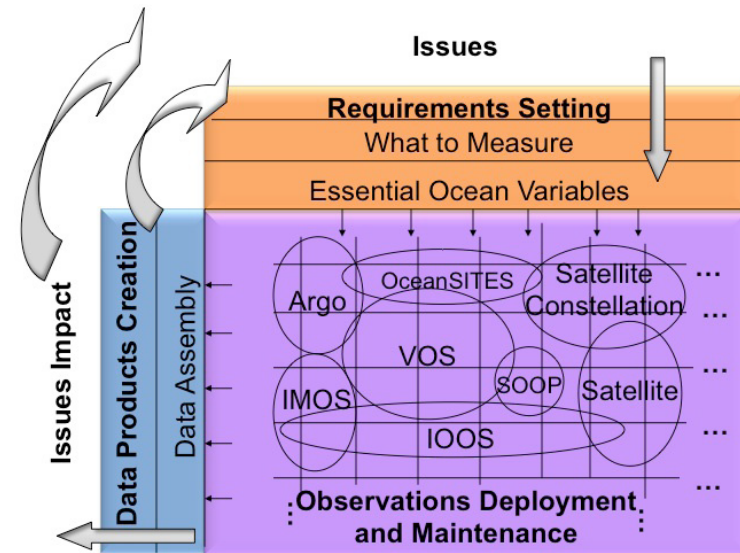 Issues
Requirements Setting
What to Measure
Essential Ocean Variables
Issues Impact
Data Products Creation
Data Assembly
Argo
OceanSITES
Satellite
Constellation
...
...
VOS
...
IMOS
SOOP
Satellite
IOOS
...
...
Observations Deployment
and Maintenance
...
...